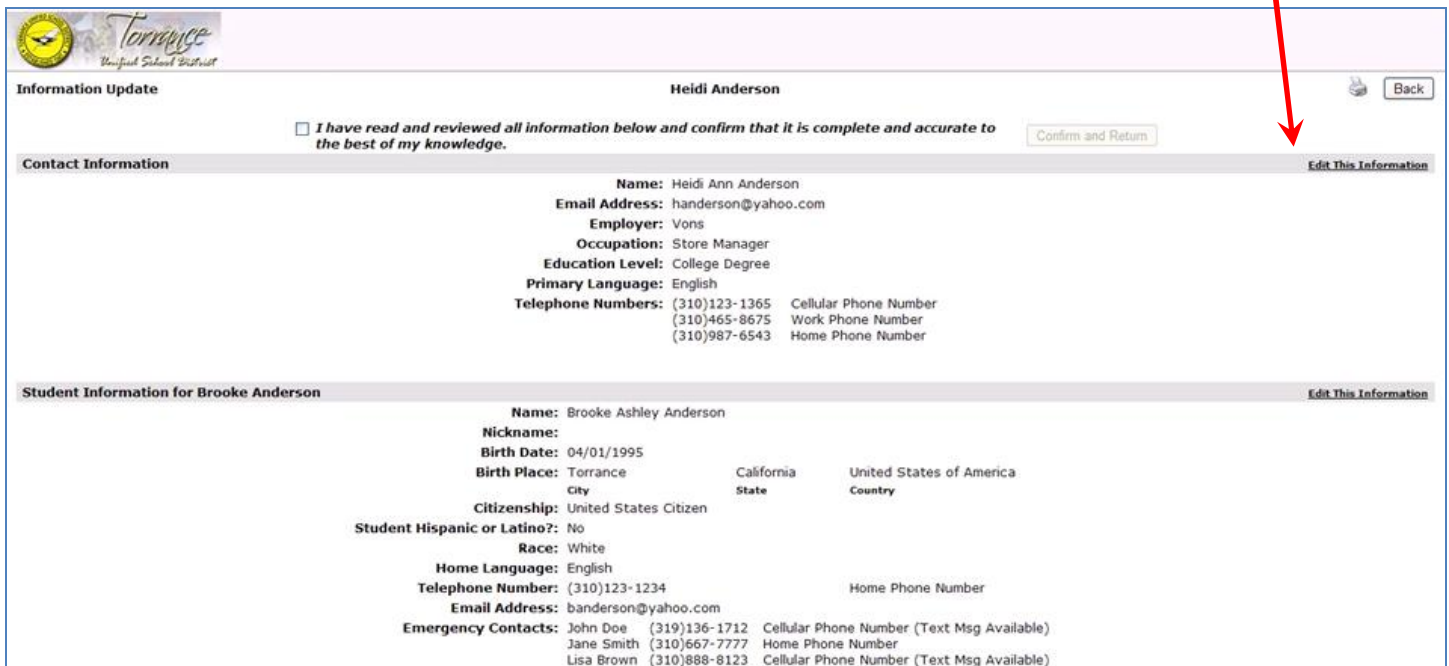 Torrance
Unified School District
Information Update Heidi Anderson Back
I have read and reviewed all information below and confirm that it is complete and accurate to
the best of my knowledge.
Confirm and Return
Contact Information Edit This Information
Name: Heidi Ann Anderson
Email Address: handerson@yahoo.com
Employer: Vons
Occupation: Store Manager
Education Level: College Degree
Primary Language: English
Telephone Numbers: (310)123-1365 Cellular Phone Number
(310)465-8675 Work Phone Number
(310)987-6543 Home Phone Number
Student Information for Brooke Anderson Edit This Information
Name: Brooke Ashley Anderson
Nickname:
Birth Date: 04/01/1995
Birth Place: Torrance California United States of America
City State Country
Citizenship: United States Citizen
Student Hispanic or Latino?: No
Race: White
Home Language: English
Telephone Number: (310)123-1234 Home Phone Number
Email Address: banderson@yahoo.com
Emergency Contacts: John Doe (319)136-1712 Cellular Phone Number (Text Msg Available)
Jane Smith (310)667-7777 Home Phone Number
Lisa Brown (310)888-8123 Cellular Phone Number (Text Msg Available)